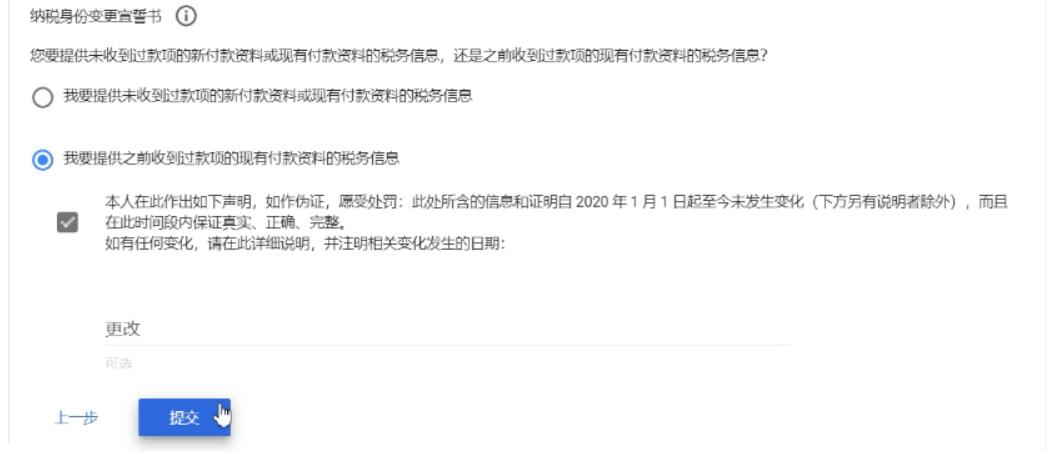 纳税身份变更宣誓书
您要提供未收到过款项的新付款资料或现有付款资料的税务信息，还是之前收到过款项的现有付款资料的税务信息？
我要提供未收到过款项的新付款资料或现有付款资料的税务信息
我要提供之前收到过款项的现有付款资料的税务信息
本人在此作出如下声明，如作伪证，愿受处罚：此处所含的信息和证明自 2020 年 1 月 1 日起至今未发生变化（下方另有说明者除外），而且
在此时间段内保证真实、正确、完整。
如有任何变化，请在此详细说明，并注明相关变化发生的日期：
更改
可选
上一步 提交